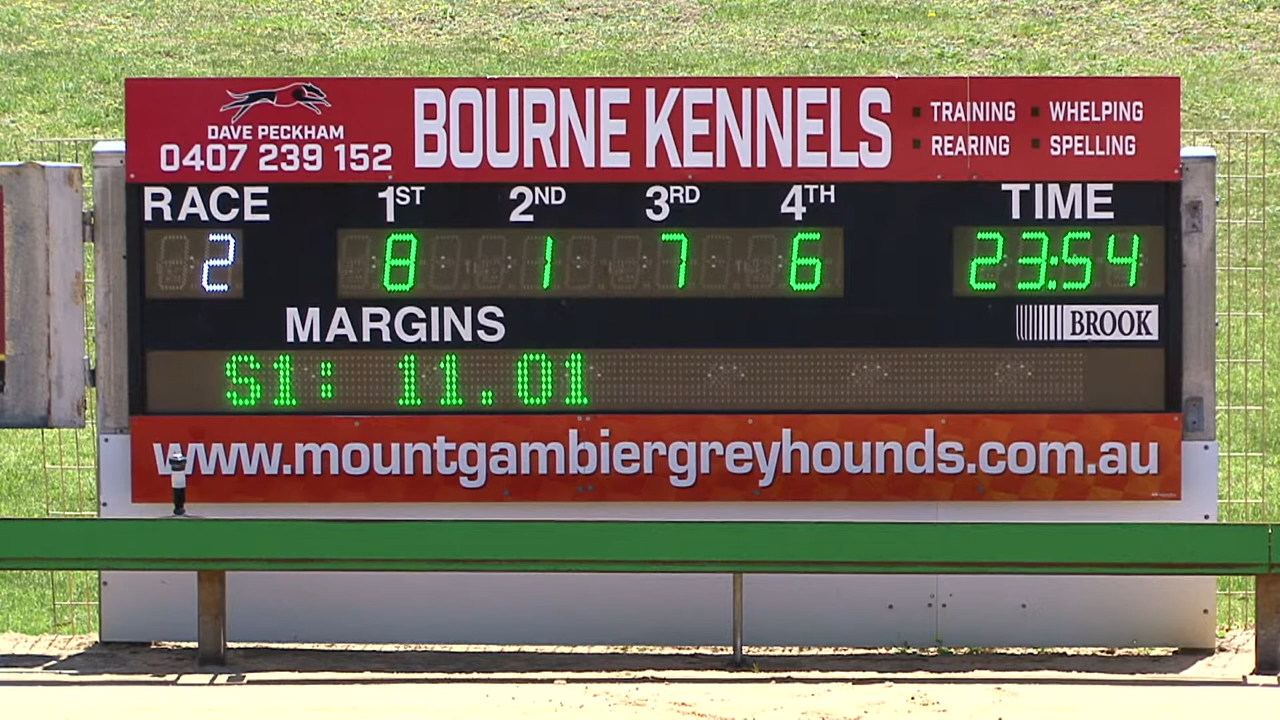 DAVE PECKHAM
0407 239 152
BOURNE KENNELS
TRAINING
WHELPING
REARING
SPELLING
RACE 1ST 2ND 3RD 4TH TIME
2 8 1 7 6 23:54
MARGINS
BROOK
S1: 11.01
www.mountgambiergreyhounds.com.au